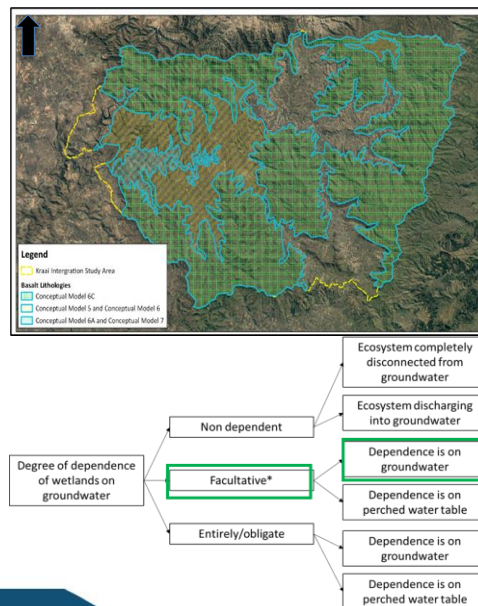 Legend
Kraai Intergration Study Area
Basalt Lithologies
Conceptual Model 6C
Conceptual Model 5 and Conceptual Model 6
Conceptual Model 6A and Conceptual Model 7
Degree of dependence
of wetlands on
groundwater
Non dependent
Facultative*
Entirely/obligate
Ecosystem completely
disconnected from
groundwater
Ecosystem discharging
into groundwater
Dependence is on
groundwater
Dependence is on
perched water table
Dependence is on
groundwater
Dependence is on
perched water table